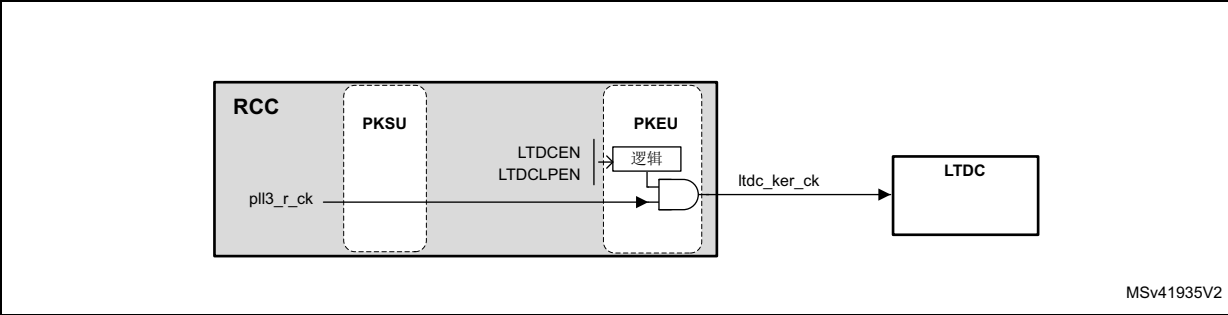 RCC
PKSU
PKEU
LTDCEN
LTDCLPEN
逻辑
pll3_r_ck
ltdc_ker_ck
LTDC
MSv41935V2